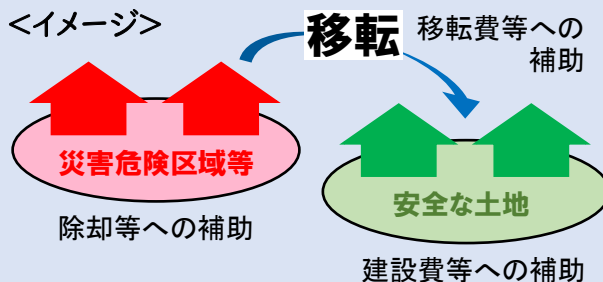 <イメージ>
移転
移転費等への
補助
災害危険区域等
安全な土地
除却等への補助
建設費等への補助